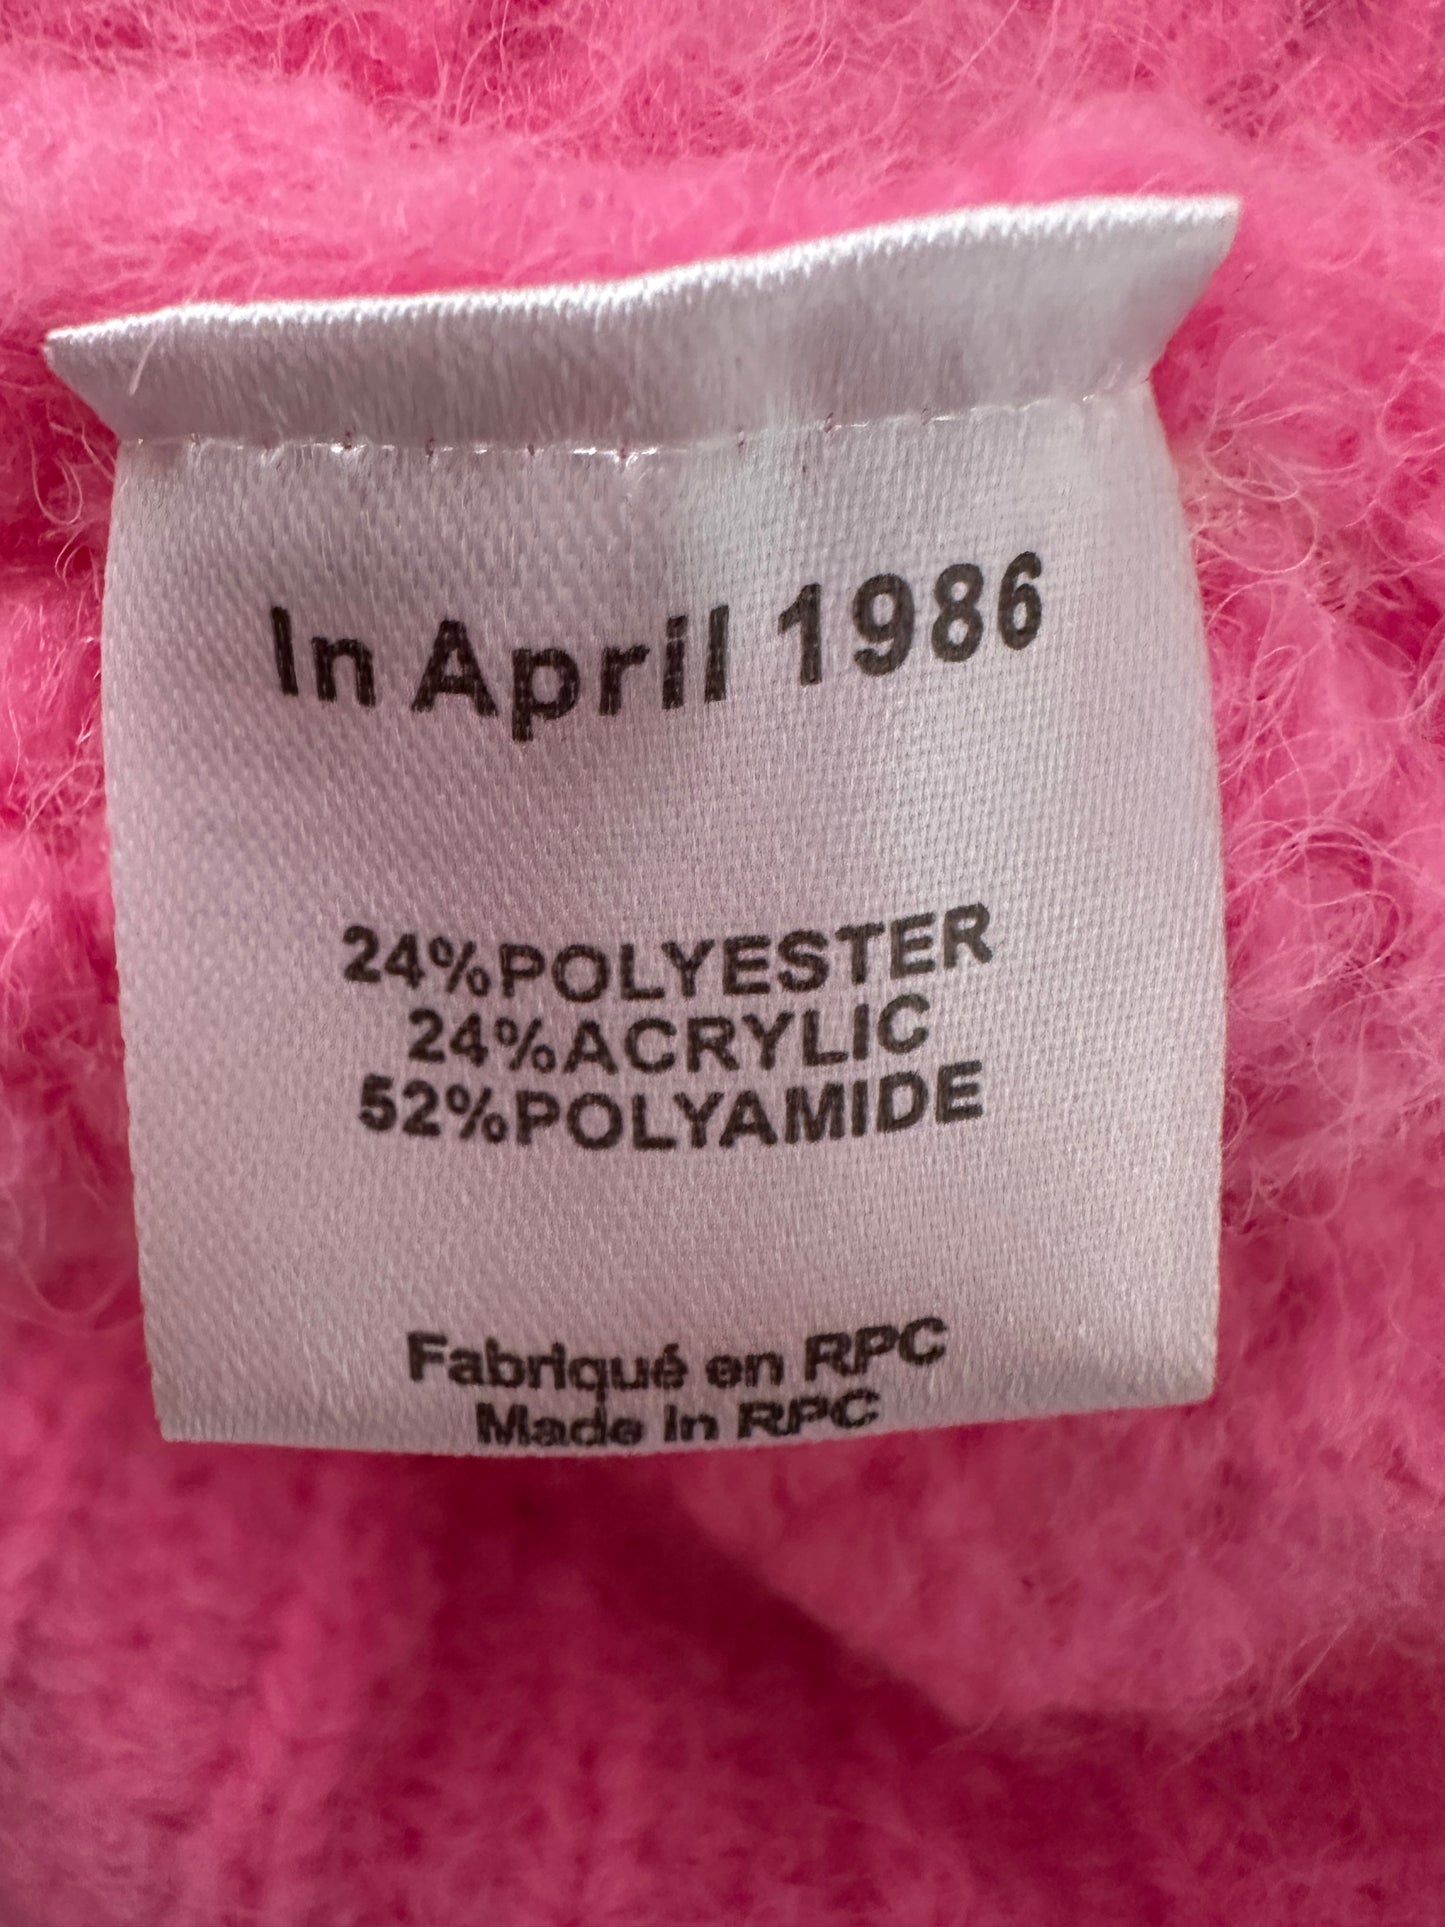 In April 1986
24%POLYESTER
24%ACRYLIC
52%POLYAMIDE
Fabriqué en RPC
Made In RPC